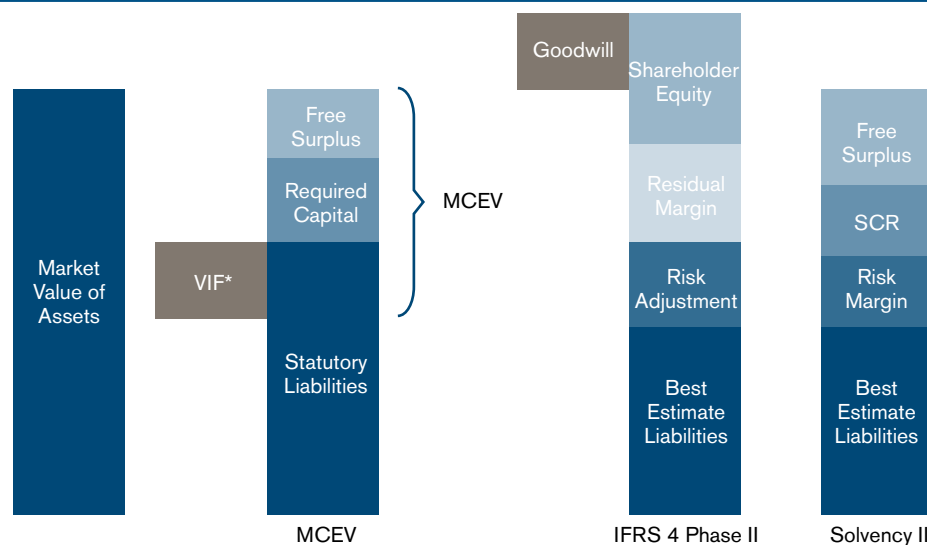 Market
Value of
Assets
VIF*
Free
Surplus
Required
Capital
Statutory
Liabilities
MCEV
MCEV
Goodwill
Shareholder
Equity
Residual
Margin
Risk
Adjustment
Best
Estimate
Liabilities
IFRS 4 Phase II
Free
Surplus
SCR
Risk
Margin
Best
Estimate
Liabilities
Solvency II